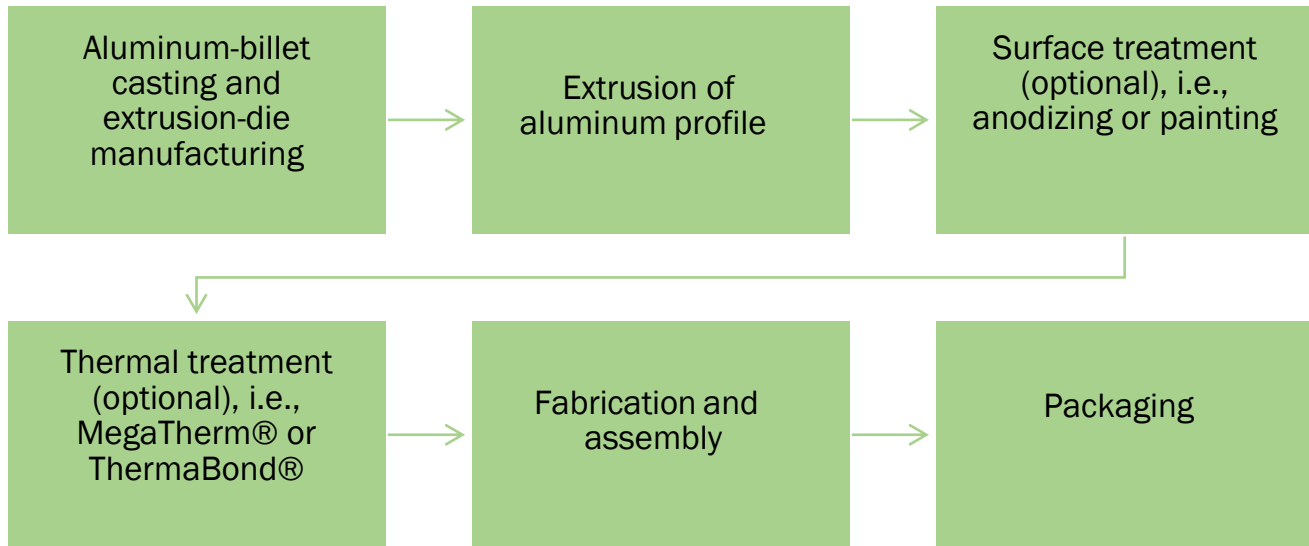 Aluminum-billet
casting and
extrusion-die
manufacturing
Extrusion of
aluminum profile
Surface treatment
(optional), i.e.,
anodizing or painting
Thermal treatment
(optional), i.e.,
MegaTherm® or
ThermaBond®
Fabrication and
assembly
Packaging